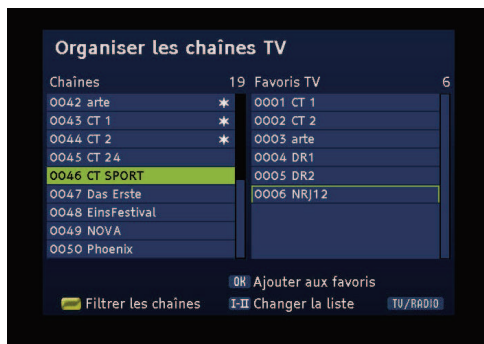 Organiser les chaînes TV
Chaînes 19 Favoris TV 6
0042 arte * 0001 CT 1
0043 CT 1 * 0002 CT 2
0044 CT 2 * 0003 arte
0045 CT 24 0004 DR1
0046 CT SPORT 0005 DR2
0047 Das Erste 0006 NRJ12
0048 EinsFestival
0049 NOVA
0050 Phoenix
OK Ajouter aux favoris
Filtrer les chaînes I-II Changer la liste TV/RADIO